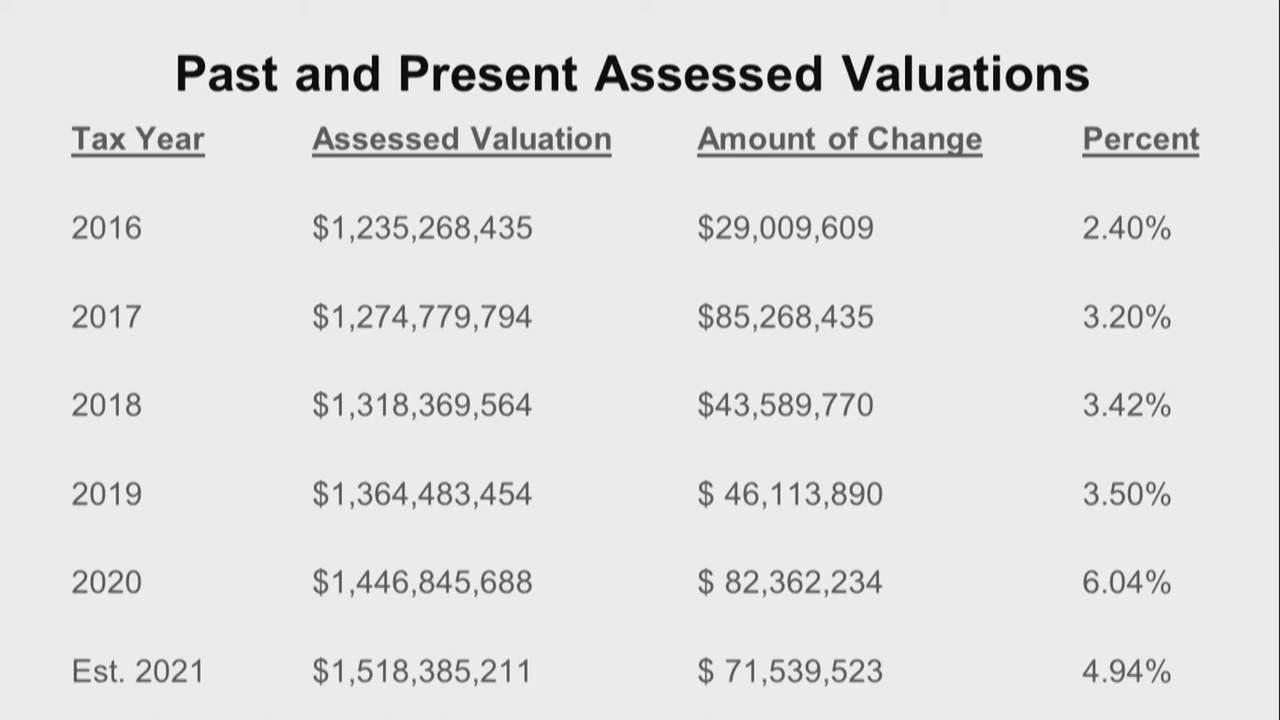 Past and Present Assessed Valuations
Tax Year Assessed Valuation Amount of Change Percent
2016 $1,235,268,435 $29,009,609 2.40%
2017 $1,274,779,794 $85,268,435 3.20%
2018 $1,318,369,564 $43,589,770 3.42%
2019 $1,364,483,454 $ 46,113,890 3.50%
2020 $1,446,845,688 $ 82,362,234 6.04%
Est. 2021 $1,518,385,211 $ 71,539,523 4.94%